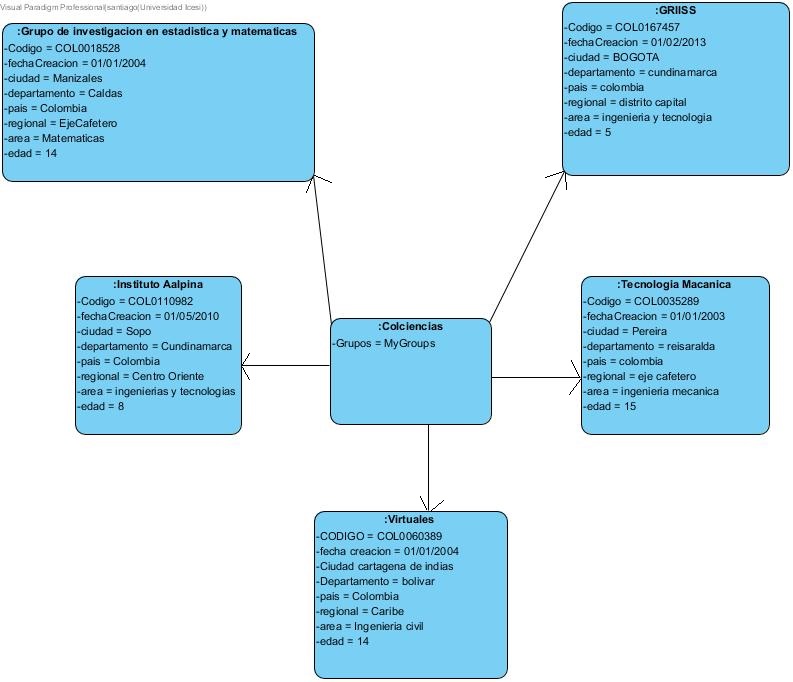 Visual Paradigm Professional(santiago(Universidad Icesi))
:Grupo de investigacion en estadistica y matematicas
-Codigo = COL0018528
-fechaCreacion = 01/01/2004
-ciudad = Manizales
-departamento = Caldas
-pais = Colombia
-regional = EjeCafetero
-area = Matematicas
-edad = 14
:GRIISS
-Codigo = COL0167457
-fechaCreacion = 01/02/2013
-ciudad = BOGOTA
-departamento = cundinamarca
-pais = colombia
-regional = distrito capital
-area = ingenieria y tecnologia
-edad = 5
:Instituto Aalpina
-Codigo = COL0110982
-fechaCreacion = 01/05/2010
-ciudad = Sopo
-departamento = Cundinamarca
-pais = Colombia
-regional = Centro Oriente
-area = ingenierias y tecnologias
-edad = 8
:Colciencias
-Grupos = MyGroups
:Tecnologia Macanica
-Codigo = COL0035289
-fechaCreacion = 01/01/2003
-ciudad = Pereira
-departamento = reisaralda
-pais = colombia
-regional = eje cafetero
-area = ingenieria mecanica
-edad = 15
:Virtuales
-CODIGO = COL0060389
-fecha creacion = 01/01/2004
-Ciudad cartagena de indias
-Departamento = bolivar
-pais = Colombia
-regional = Caribe
-area = Ingenieria civil
-edad = 14